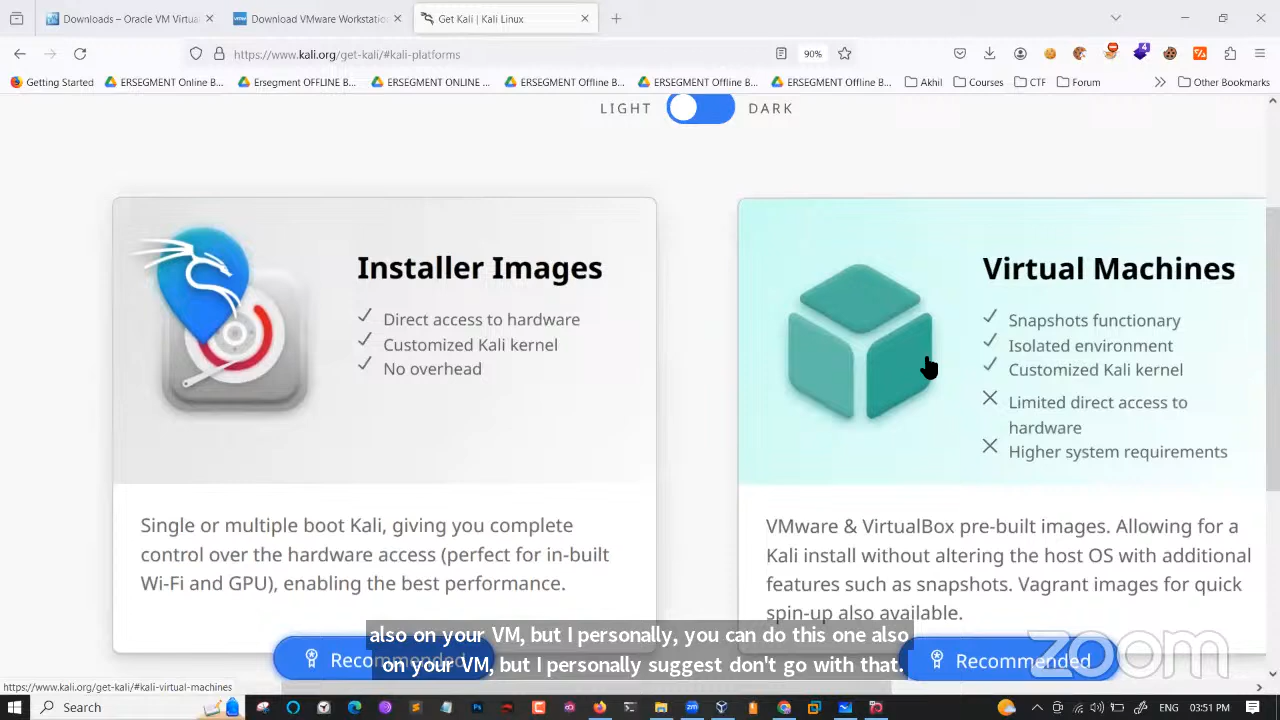 Downloads – Oracle VM Virtua
Download VMware Workstatio
Get Kali | Kali Linux
https://www.kali.org/get-kali/#kali-platforms
90%
4
Getting Started
ERSEGMENT Online B...
Ersegment OFFLINE B...
ERSEGMENT ONLINE ...
ERSEGMENT Offline B...
ERSEGMENT Offline B...
ERSEGMENT Offline B...
Akhil
Courses
CTF
Forum
Other Bookmarks
LIGHT
DARK
Installer Images
Direct access to hardware
Customized Kali kernel
No overhead
Single or multiple boot Kali, giving you complete
control over the hardware access (perfect for in-built
Wi-Fi and GPU), enabling the best performance.
Recommended
Virtual Machines
Snapshots functionary
Isolated environment
Customized Kali kernel
Limited direct access to
hardware
Higher system requirements
VMware & VirtualBox pre-built images. Allowing for a
Kali install without altering the host OS with additional
features such as snapshots. Vagrant images for quick
spin-up also available.
Recommended
also on your VM, but I personally, you can do this one also
on your VM, but I personally suggest don't go with that.
zoom
https://www.kali.org/get-kali/#kali-virtual-machines
Search
ENG
03:51 PM